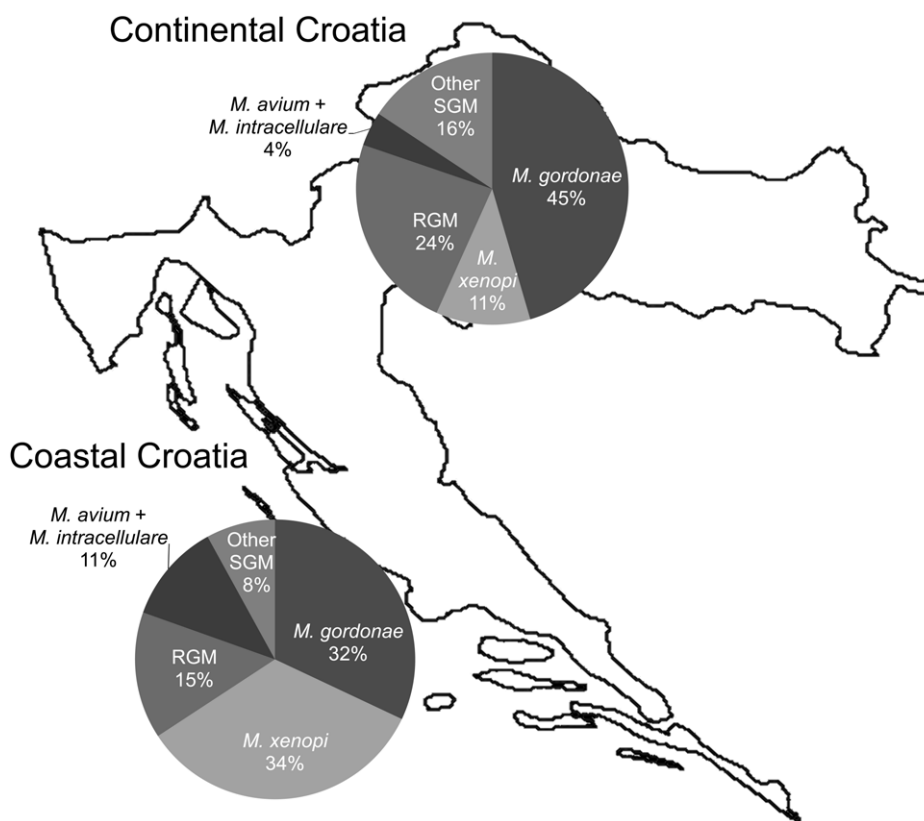 Continental Croatia
Other
SGM
16%
M. avium +
M. intracellulare
4%
M. gordonae
45%
RGM
24%
M.
xenopi
11%
Coastal Croatia
M. avium +
M. intracellulare
11%
Other
SGM
8%
M. gordonae
32%
RGM
15%
M. xenopi
34%